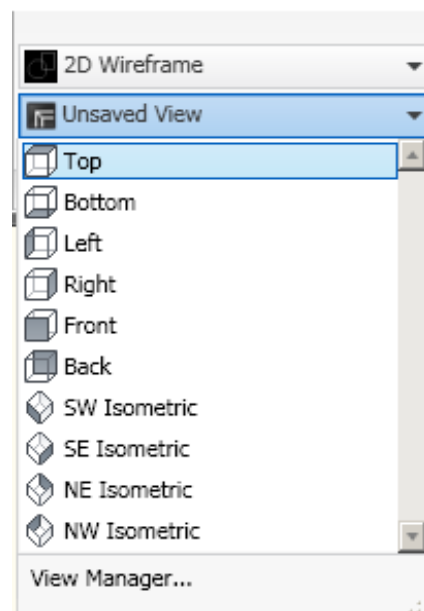 2D Wireframe
Unsaved View
Top
Bottom
Left
Right
Front
Back
SW Isometric
SE Isometric
NE Isometric
NW Isometric
View Manager...